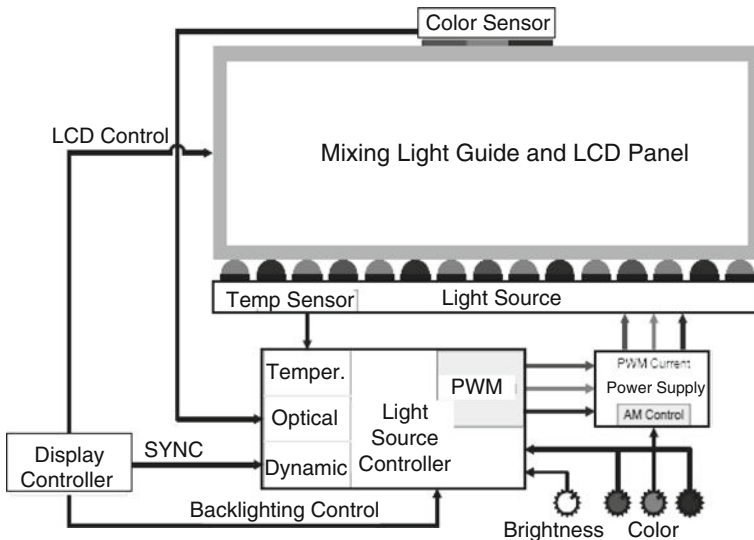 Color Sensor
LCD Control
Mixing Light Guide and LCD Panel
Temp Sensor
Light Source
Temper.
PWM
PWM Current
Power Supply
AM Control
Optical
Light
Source
Controller
Display
Controller
SYNC
Dynamic
Backlighting Control
Brightness
Color